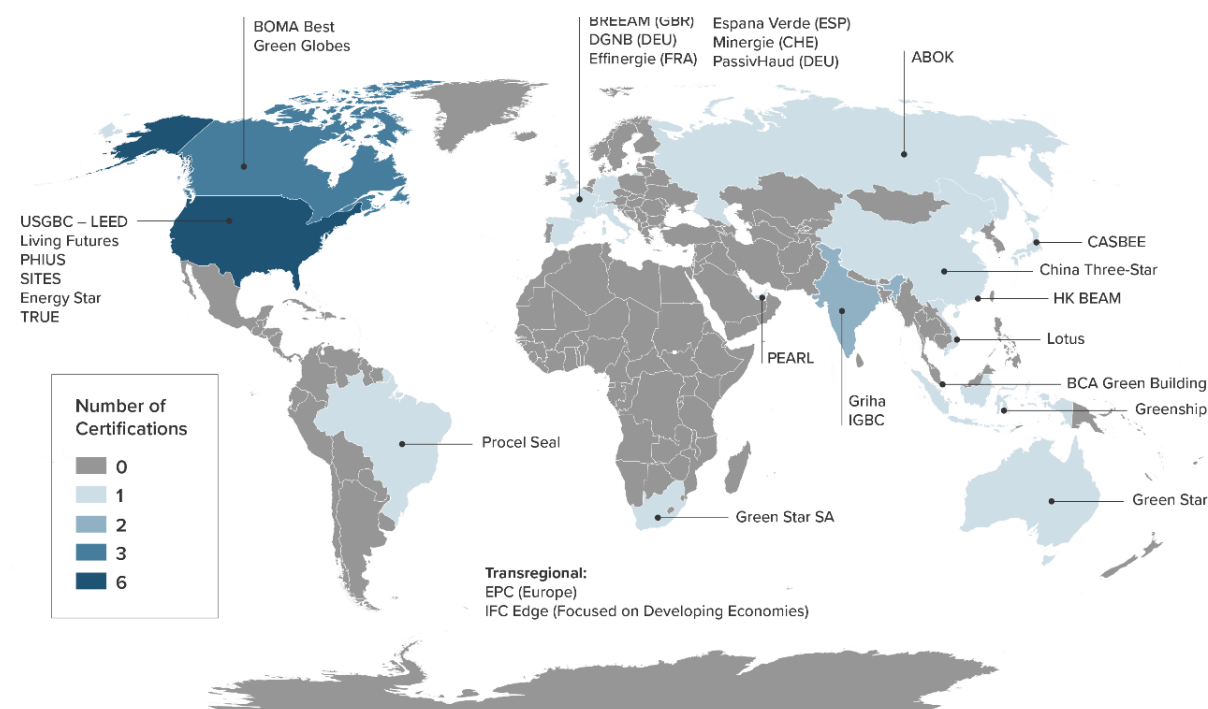 BOMA Best
Green Globes
BREEAM (GBR)
DGNB (DEU)
Effinergie (FRA)
Espana Verde (ESP)
Minergie (CHE)
PassivHaud (DEU)
ABOK
USGBC – LEED
Living Futures
PHIUS
SITES
Energy Star
TRUE
CASBEE
China Three-Star
HK BEAM
Lotus
PEARL
BCA Green Building
Griha
IGBC
Greenship
Number of
Certifications
0
1
2
3
6
Procel Seal
Green Star
Green Star SA
Transregional:
EPC (Europe)
IFC Edge (Focused on Developing Economies)